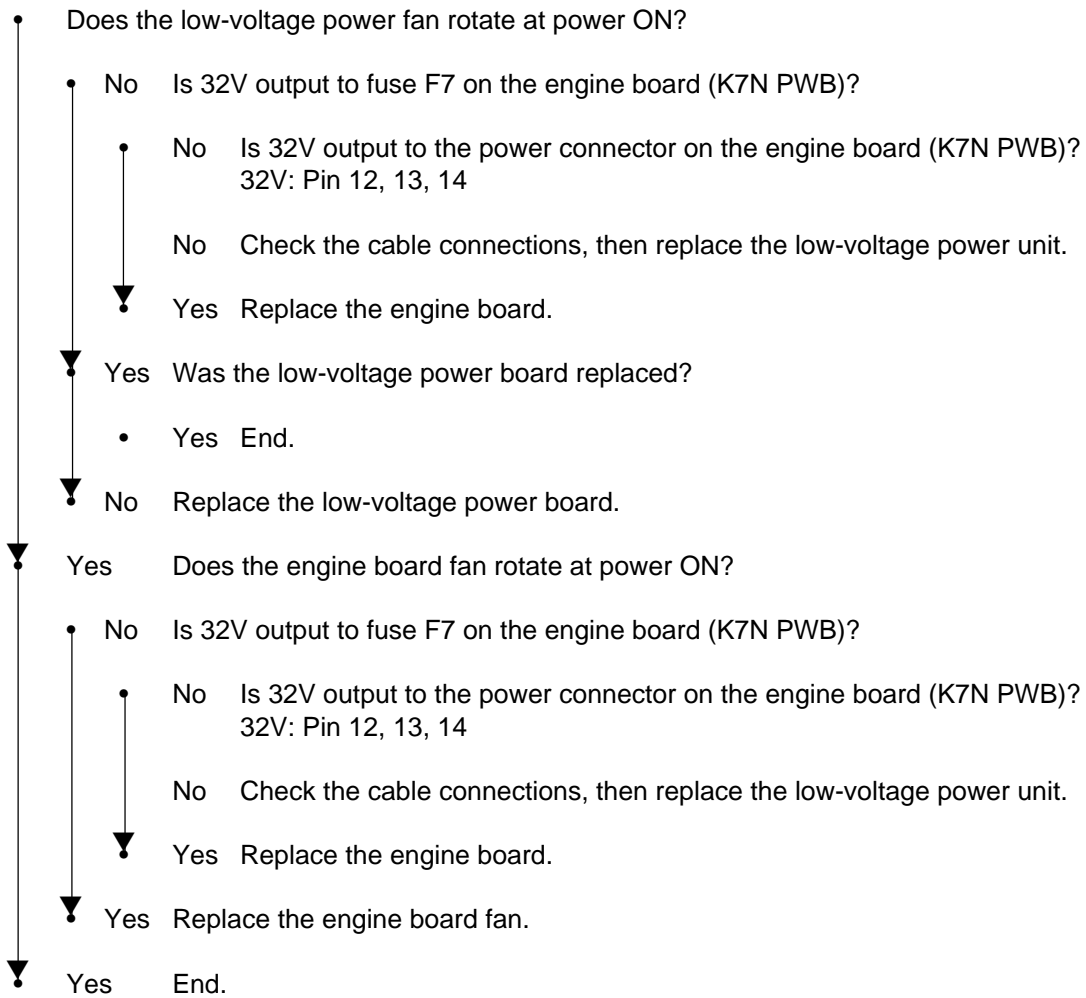 Does the low-voltage power fan rotate at power ON?
No Is 32V output to fuse F7 on the engine board (K7N PWB)?
No Is 32V output to the power connector on the engine board (K7N PWB)?
32V: Pin 12, 13, 14
No Check the cable connections, then replace the low-voltage power unit.
Yes Replace the engine board.
Yes Was the low-voltage power board replaced?
Yes End.
No Replace the low-voltage power board.
Yes Does the engine board fan rotate at power ON?
No Is 32V output to fuse F7 on the engine board (K7N PWB)?
No Is 32V output to the power connector on the engine board (K7N PWB)?
32V: Pin 12, 13, 14
No Check the cable connections, then replace the low-voltage power unit.
Yes Replace the engine board.
Yes Replace the engine board fan.
Yes End.